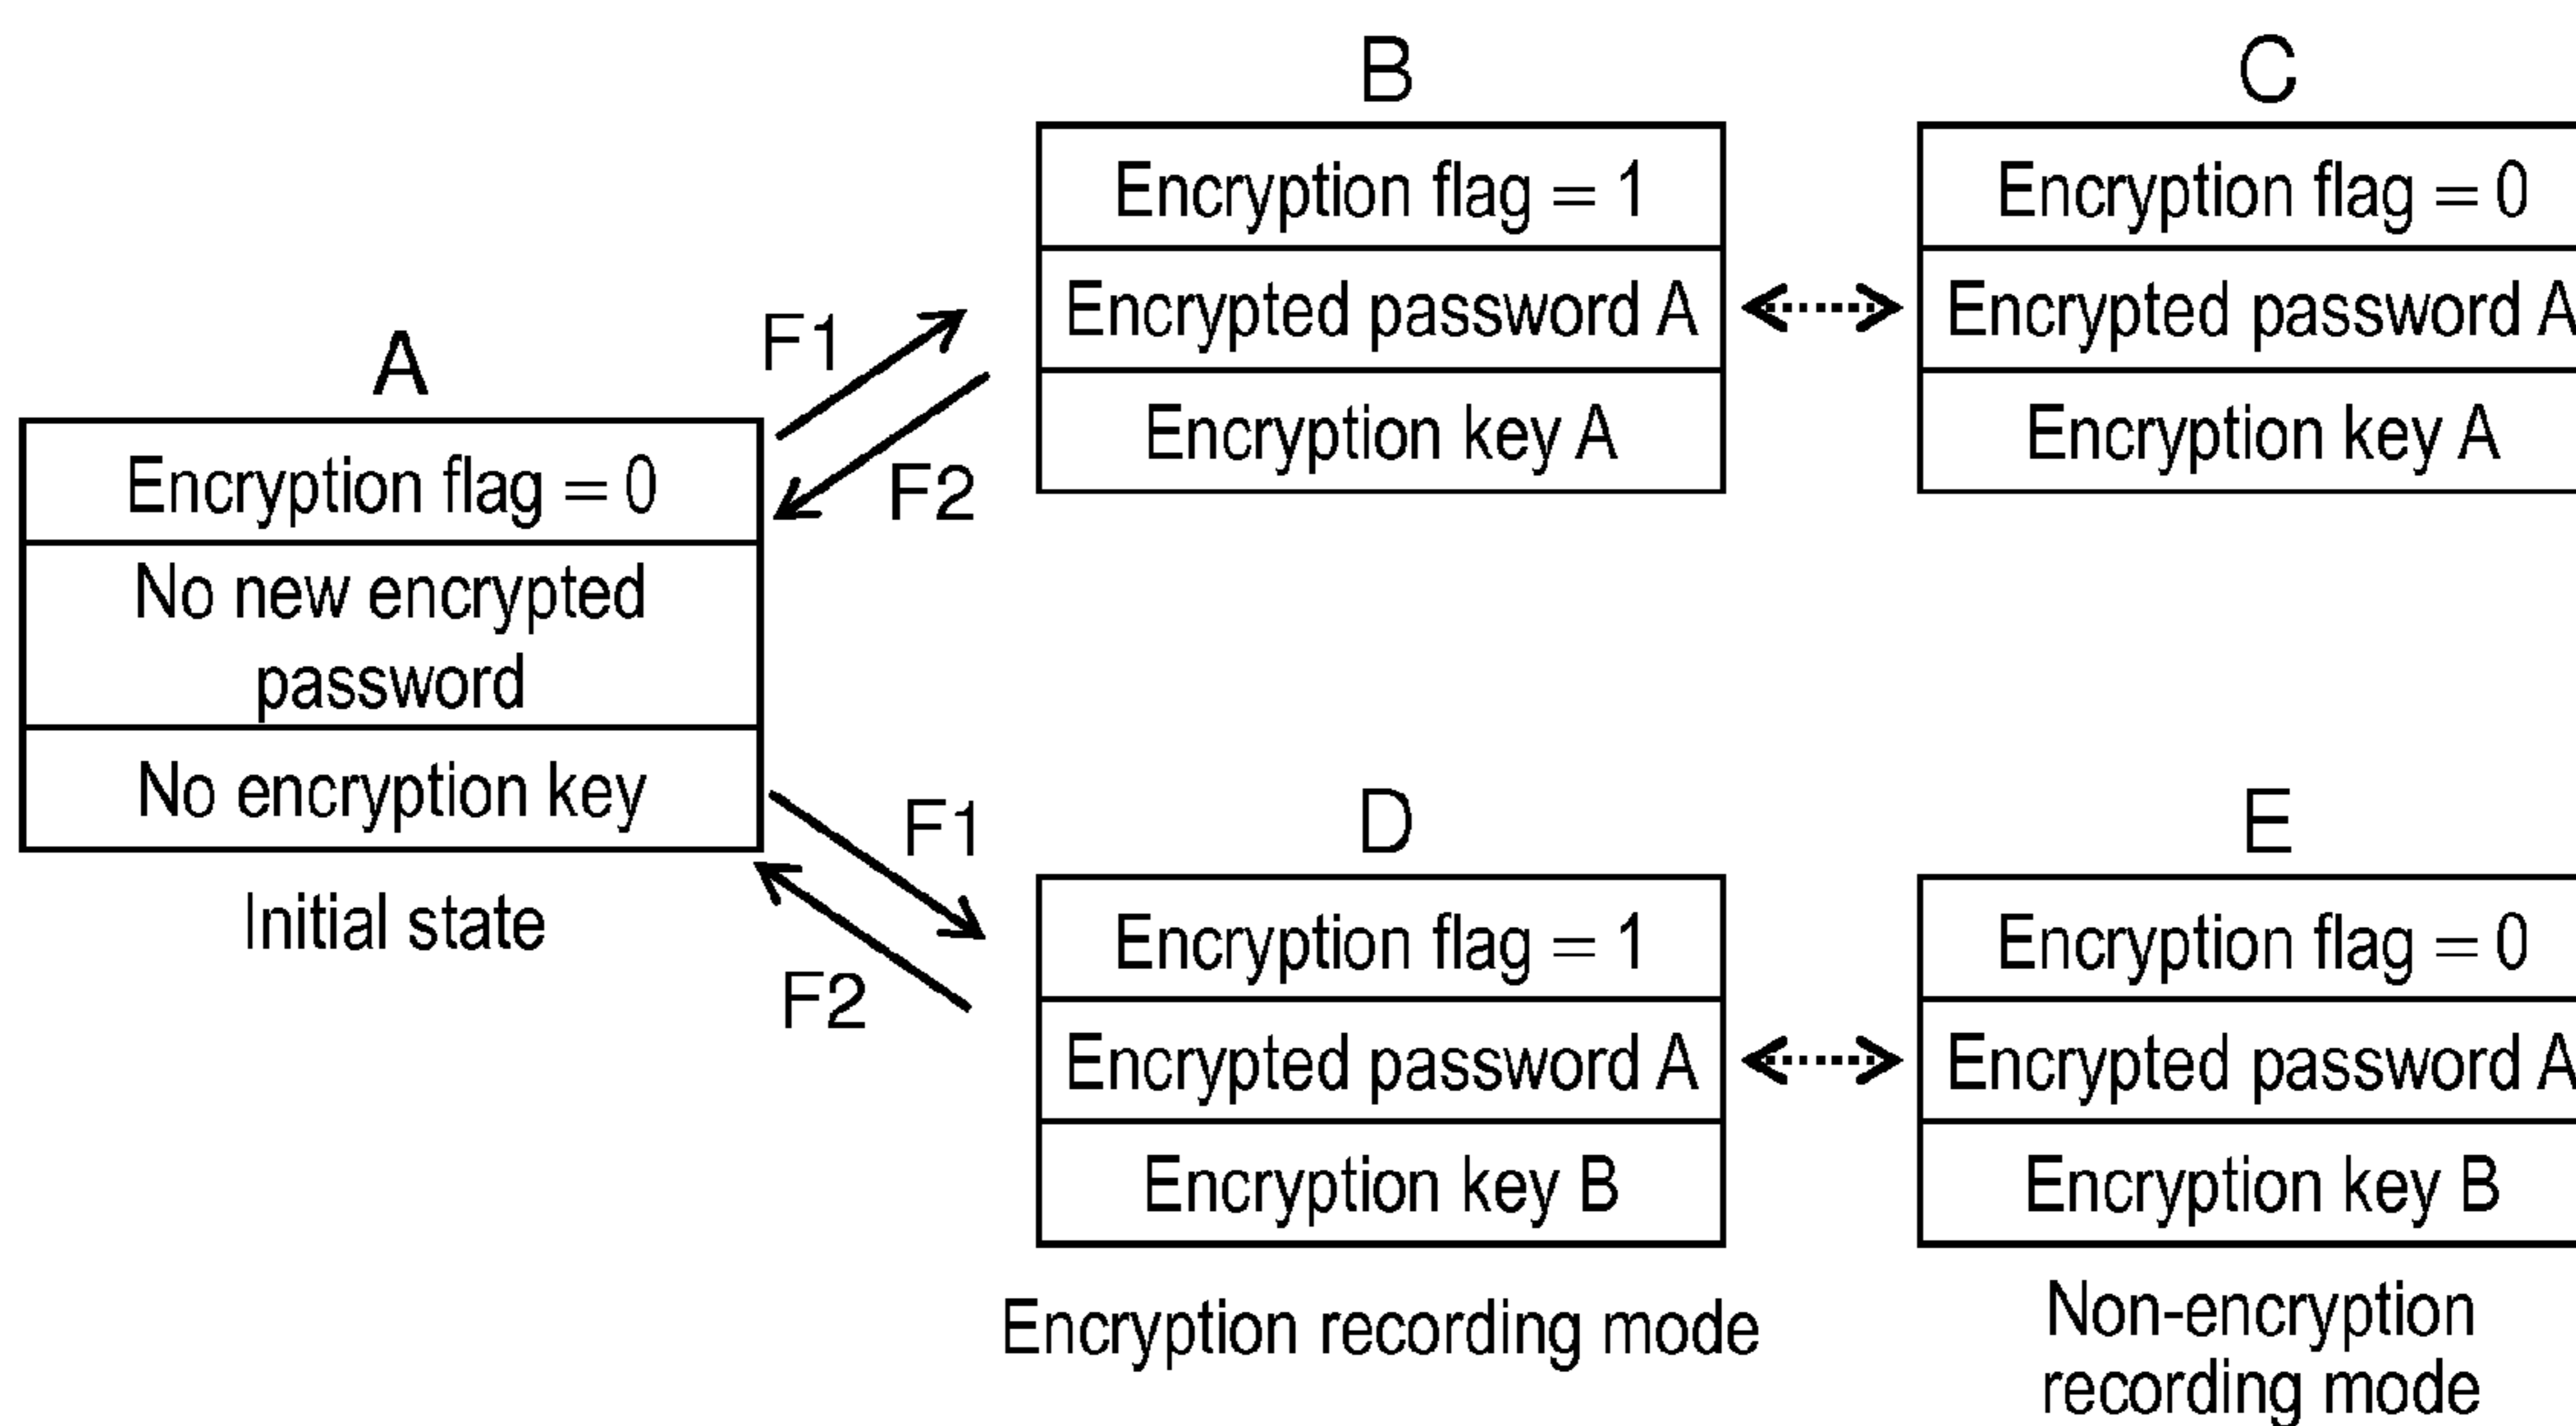 A
Encryption flag = 0
No new encrypted
password
No encryption key
Initial state
F1
F2
F1
F2
B
Encryption flag = 1
Encrypted password A
Encryption key A
C
Encryption flag = 0
Encrypted password A
Encryption key A
D
Encryption flag = 1
Encrypted password A
Encryption key B
Encryption recording mode
E
Encryption flag = 0
Encrypted password A
Encryption key B
Non-encryption
recording mode